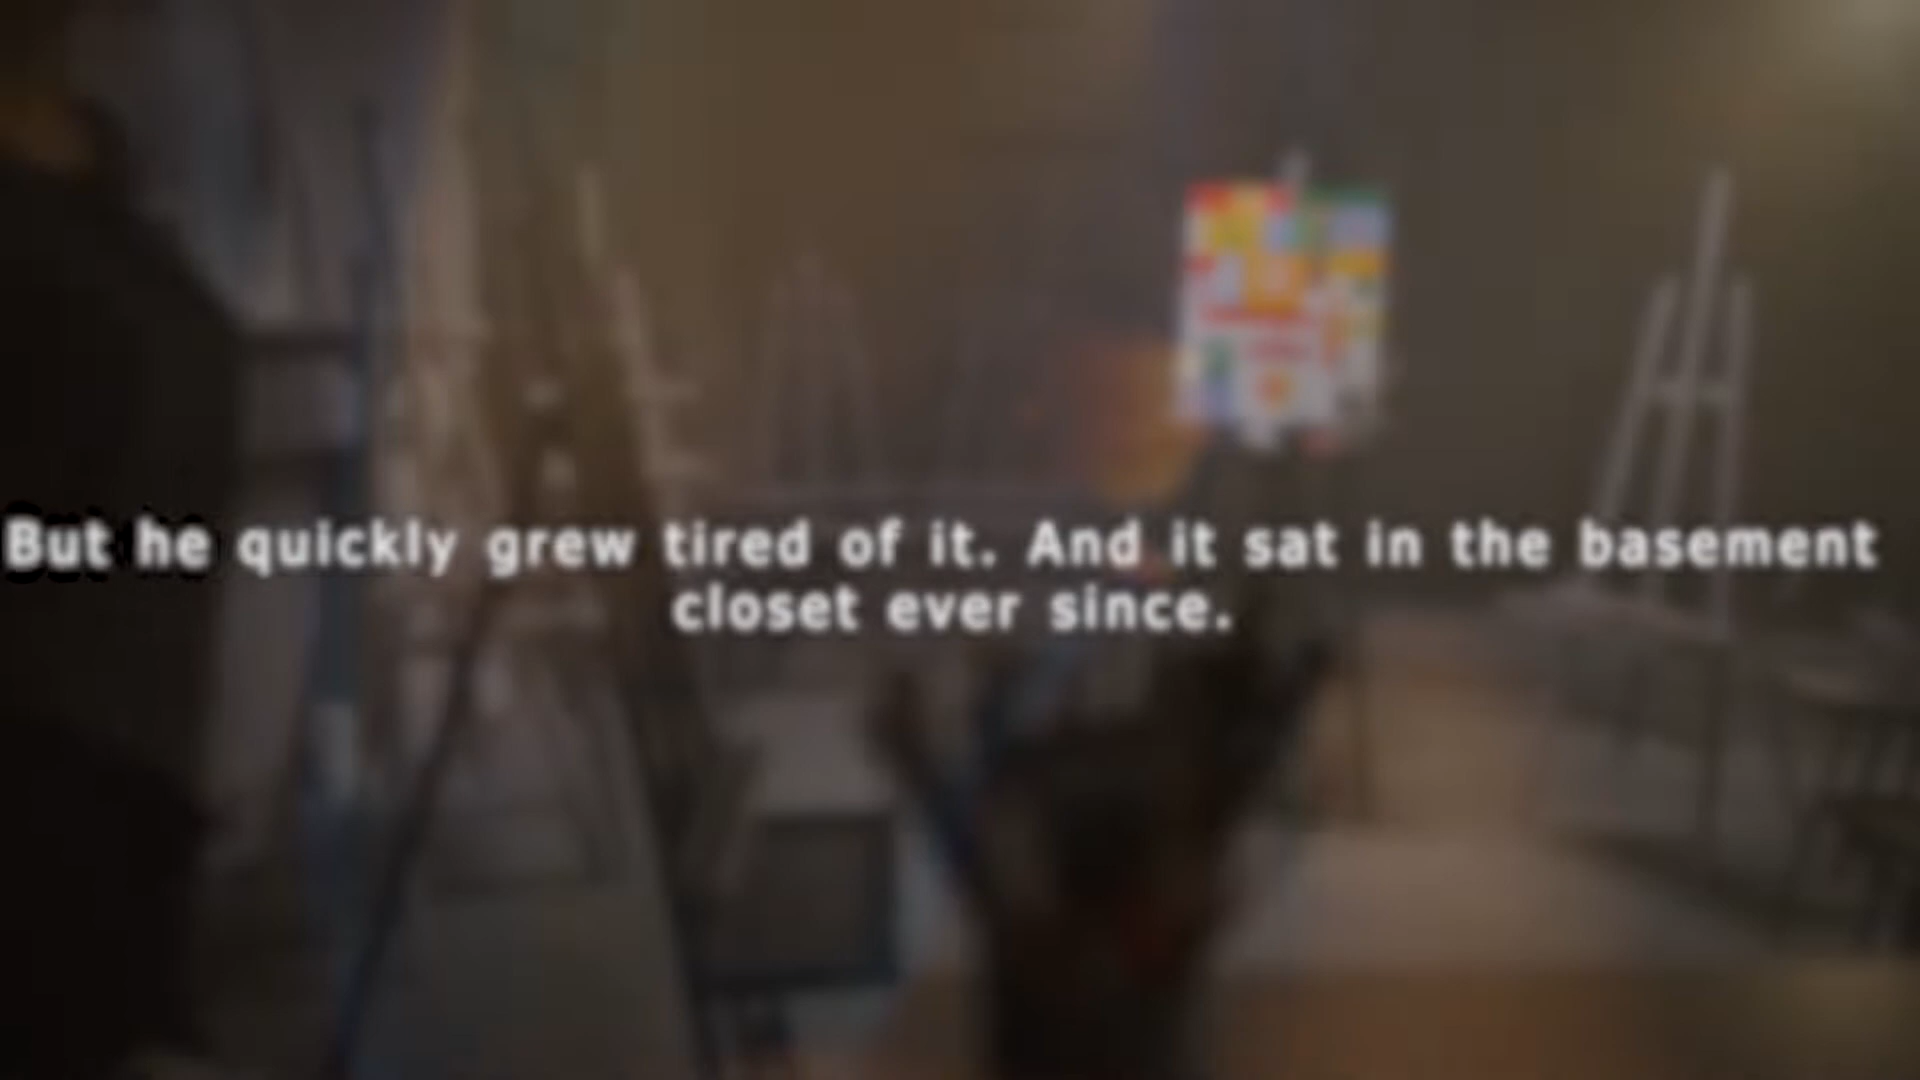 But he quickly grew tired of it. And it sat in the basement
closet ever since.